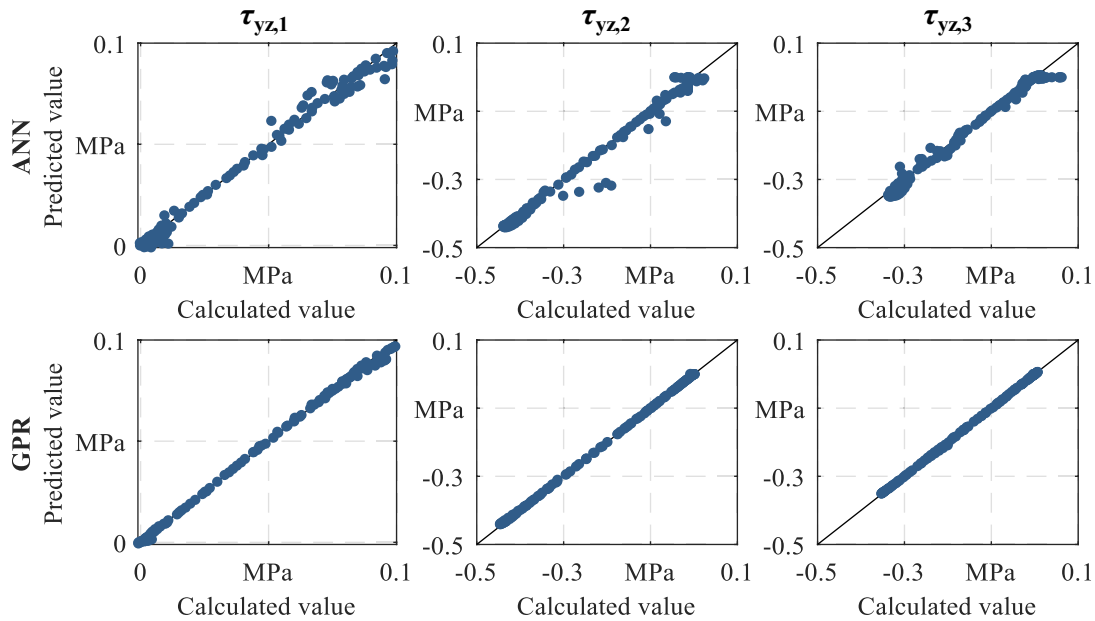 τyz,1
τyz,2
τyz,3
ANN
Predicted value
0.1
MPa
0
0
MPa
0.1
Calculated value
0.1
MPa
-0.3
-0.5
-0.5
-0.3
MPa
0.1
Calculated value
0.1
MPa
-0.3
-0.5
-0.5
-0.3
MPa
0.1
Calculated value
GPR
Predicted value
0.1
MPa
0
0
MPa
0.1
Calculated value
0.1
MPa
-0.3
-0.5
-0.5
-0.3
MPa
0.1
Calculated value
0.1
MPa
-0.3
-0.5
-0.5
-0.3
MPa
0.1
Calculated value